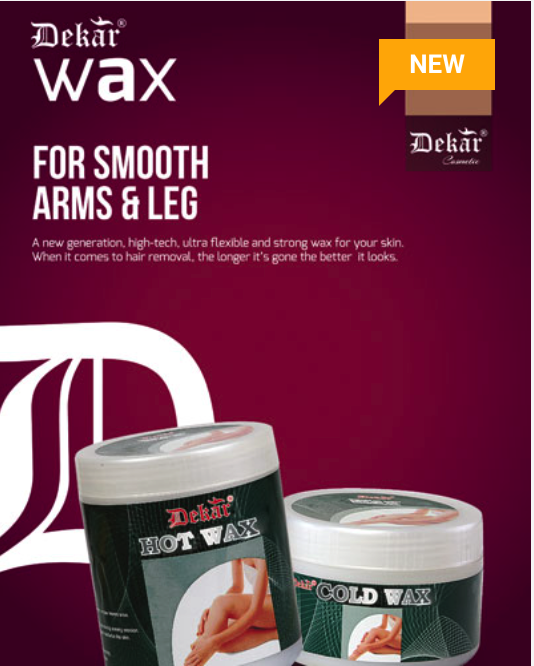 Dekar®
wax
NEW
Dekar®
Cosmetic
FOR SMOOTH
ARMS & LEG
A new generation, high-tech, ultra flexible and strong wax for your skin.
When it comes to hair removal, the longer it's gone the better it looks.
Dekar®
HOT WAX
Dekar®
COLD WAX